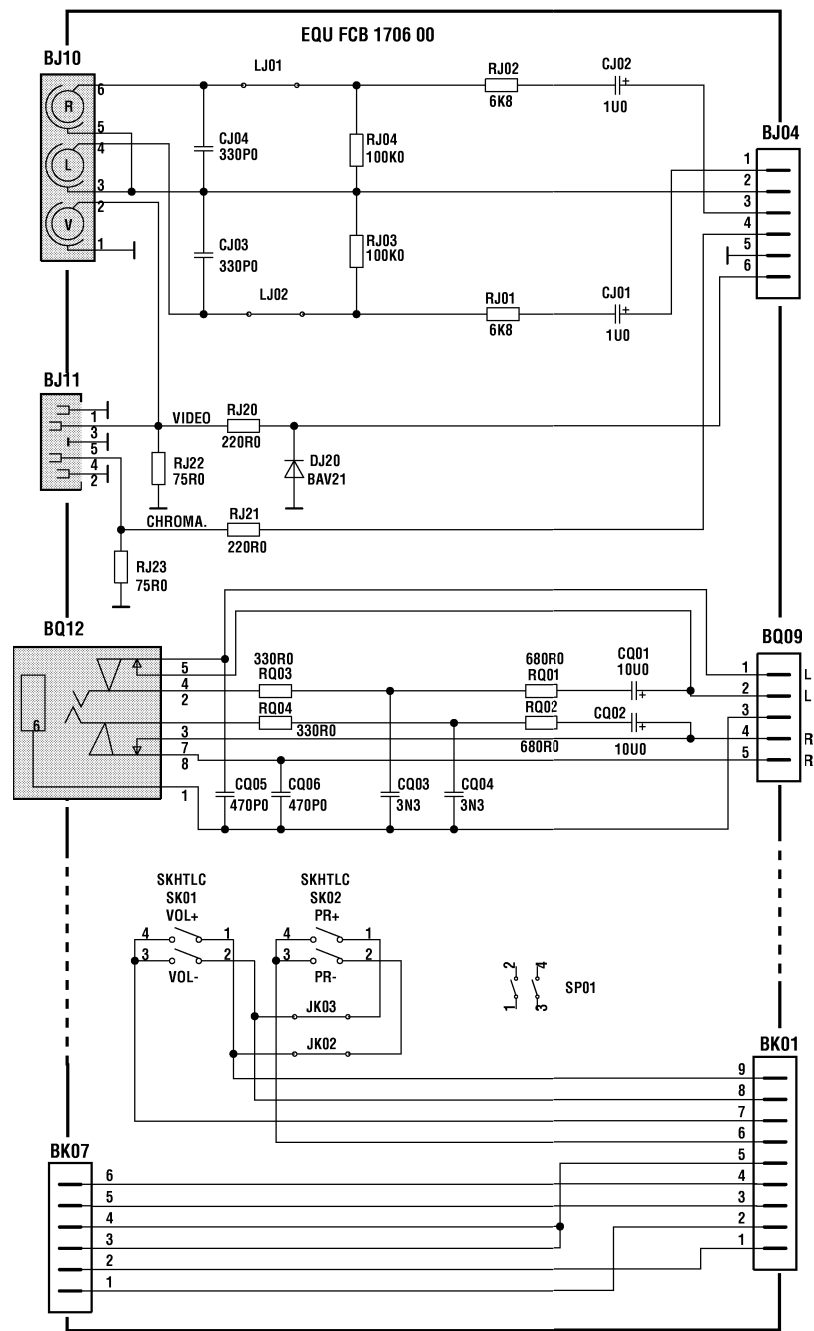 EQU FCB 1706 00
BJ10
LJ01
RJ02
6K8
CJ02
+
1U0
6
R
5
4
CJ04
330P0
RJ04
100K0
BJ04
L
3
2
V
1
CJ03
330P0
RJ03
100K0
1
2
3
4
5
6
LJ02
RJ01
6K8
CJ01
+
1U0
BJ11
1
3
5
4
2
VIDEO
RJ20
220R0
RJ22
75R0
DJ20
BAV21
CHROMA.
RJ21
220R0
RJ23
75R0
BQ12
5
4
2
6
3
7
8
1
330R0
RQ03
RQ04
330R0
680R0
RQ01
RQ02
680R0
CQ01
10U0
+
CQ02
+
10U0
BQ09
1 L
2 L
3
4 R
5 R
CQ05
470P0
CQ06
470P0
CQ03
3N3
CQ04
3N3
SKHTLC
SK01
VOL+
4 1
3 2
VOL-
SKHTLC
SK02
PR+
4 1
3 2
PR-
JK03
JK02
2 4
1 3
SP01
BK01
9
8
7
6
5
4
3
2
1
BK07
6
5
4
3
2
1